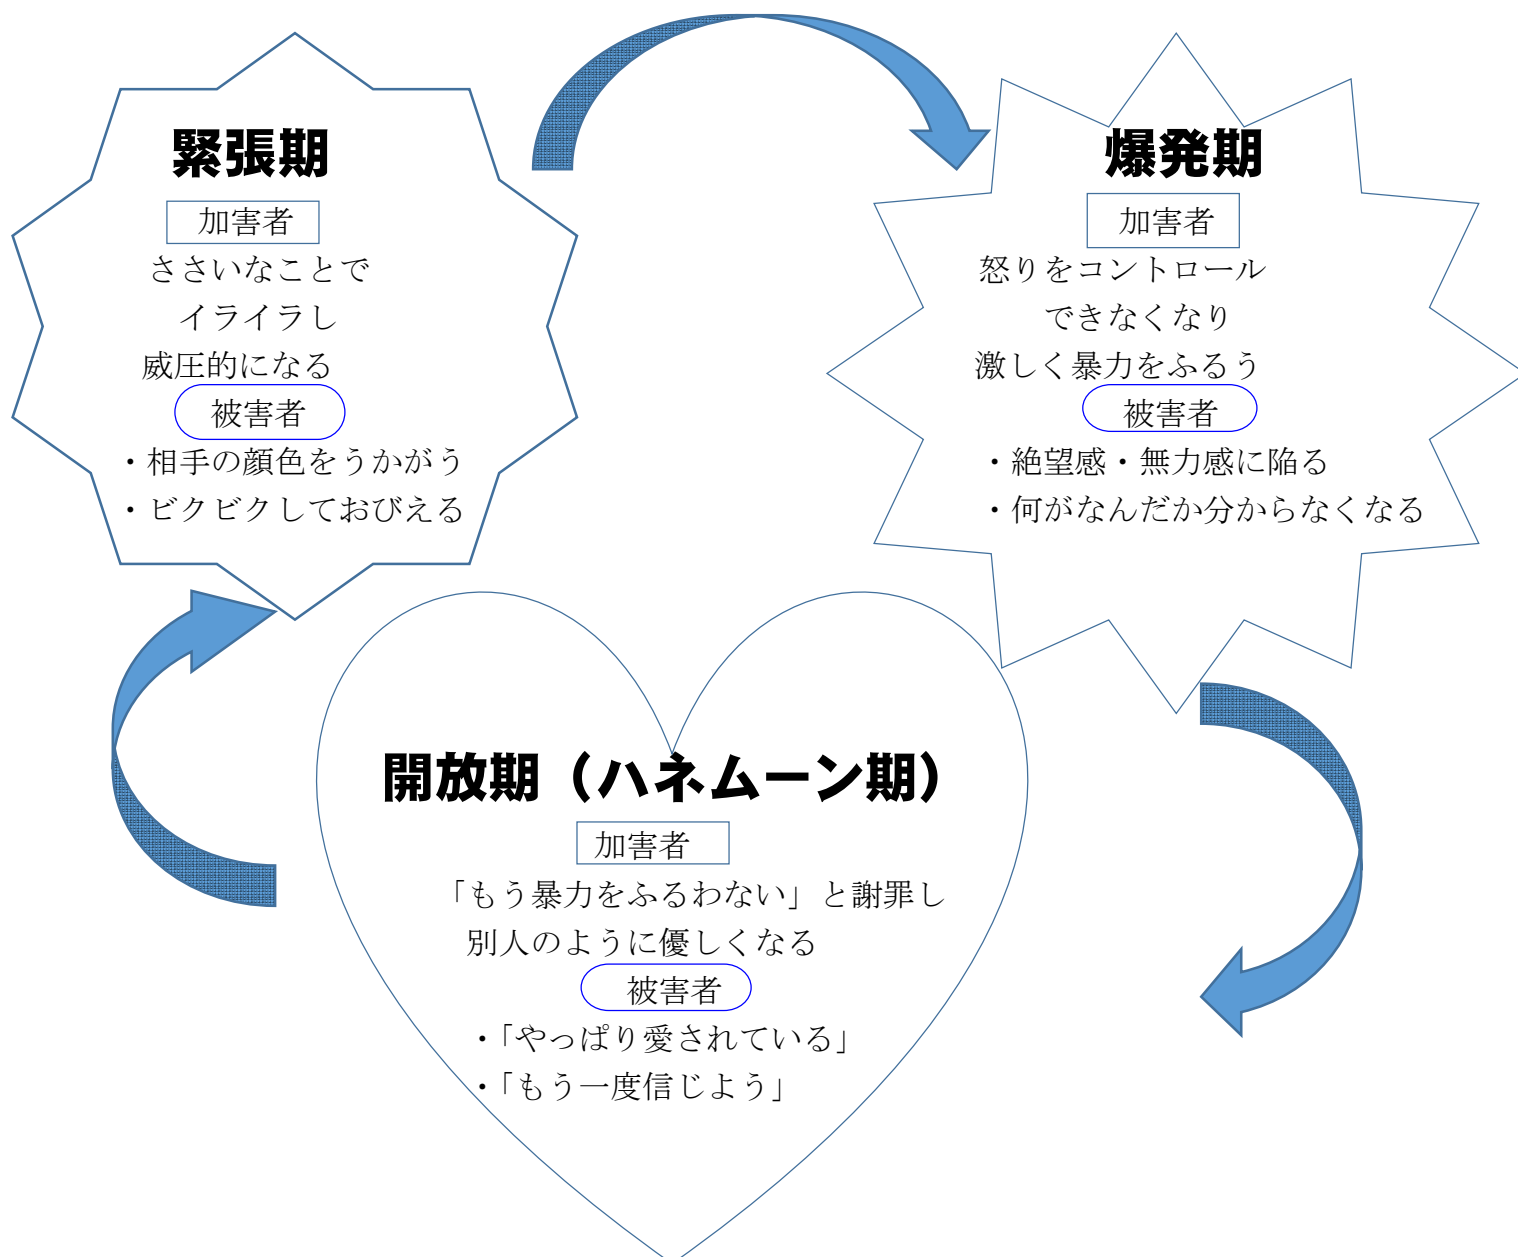 緊張期
加害者
ささいなことで
イライラし
威圧的になる
被害者
・相手の顔色をうかがう
・ビクビクしておびえる
爆発期
加害者
怒りをコントロール
できなくなり
激しく暴力をふるう
被害者
・絶望感・無力感に陥る
・何がなんだか分からなくなる
開放期（ハネムーン期）
加害者
「もう暴力をふるわない」と謝罪し
別人のように優しくなる
被害者
・「やっぱり愛されている」
・「もう一度信じよう」